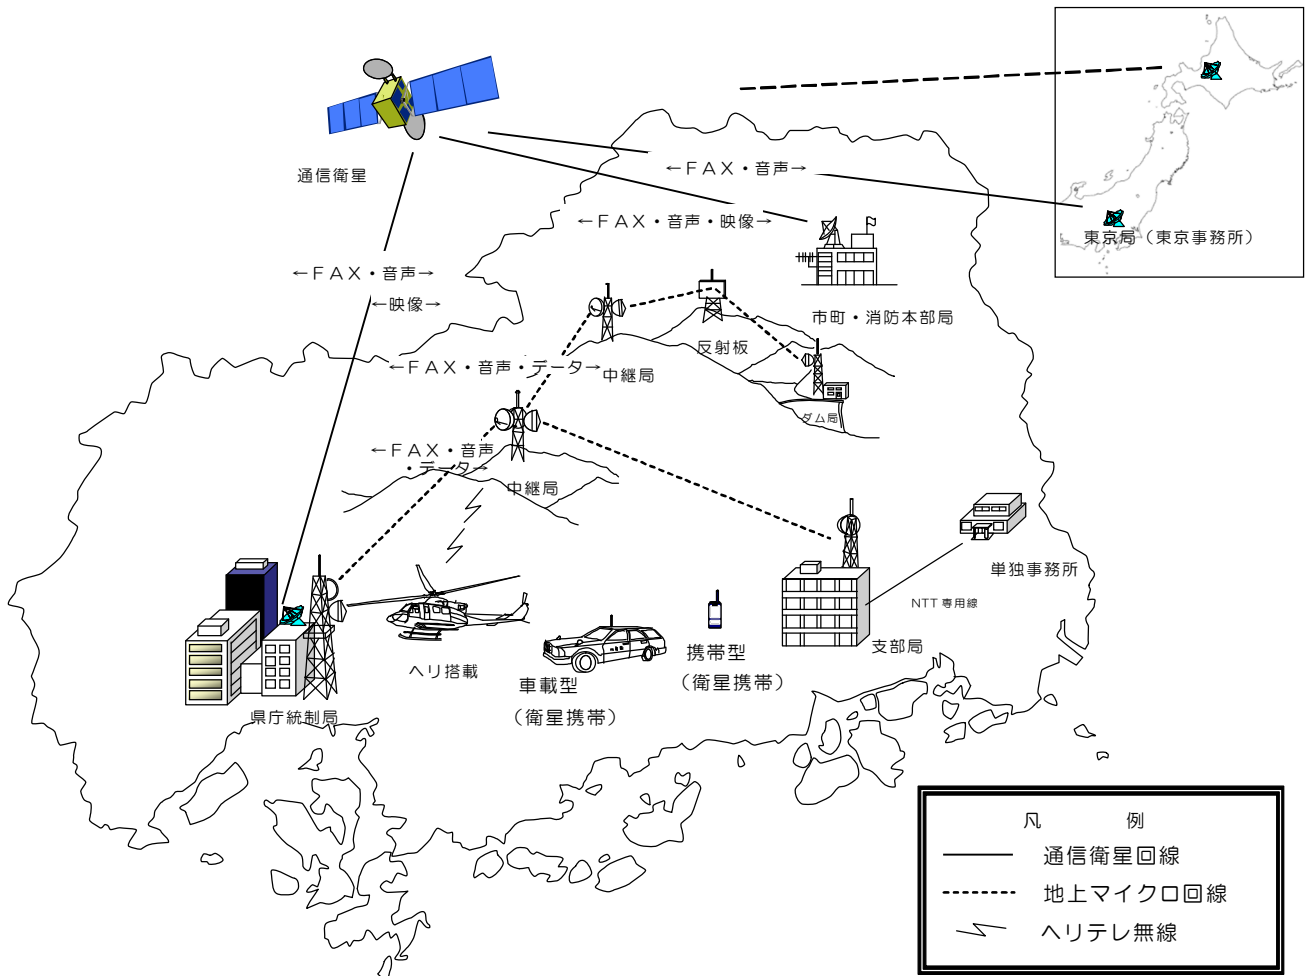 通信衛星
←ＦＡＸ・音声→
←ＦＡＸ・音声・映像→
東京局（東京事務所）
←ＦＡＸ・音声→
←映像→
市町・消防本部局
反射板
←ＦＡＸ・音声・データ→
中継局
ダム局
←ＦＡＸ・音声
・データ→
中継局
単独事務所
NTT 専用線
支部局
ヘリ搭載
携帯型
（衛星携帯）
車載型
（衛星携帯）
県庁統制局
凡　　例
通信衛星回線
地上マイクロ回線
ヘリテレ無線